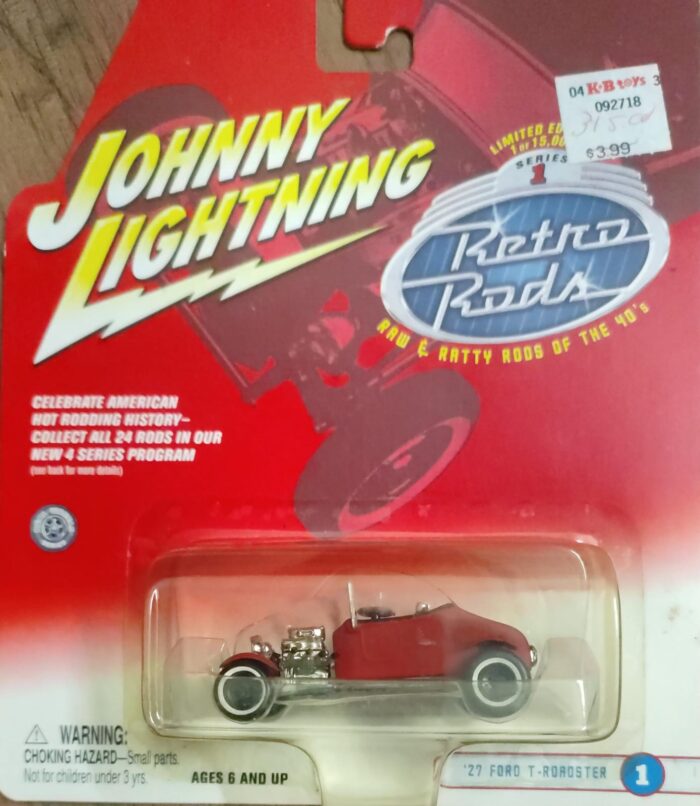 JOHNNY
LIGHTNING
04 K·B toys 3
092718
$3.99
LIMITED
1 of 15,00
SERIES
1
Retro
Rods
RAW & RATTY RODS OF THE 40's
CELEBRATE AMERICAN
HOT RODDING HISTORY–
COLLECT ALL 24 RODS IN OUR
NEW 4 SERIES PROGRAM
(see back for more details)
WARNING:
CHOKING HAZARD—Small parts.
Not for children under 3 yrs.
AGES 6 AND UP
'27 FORD T-ROADSTER
1